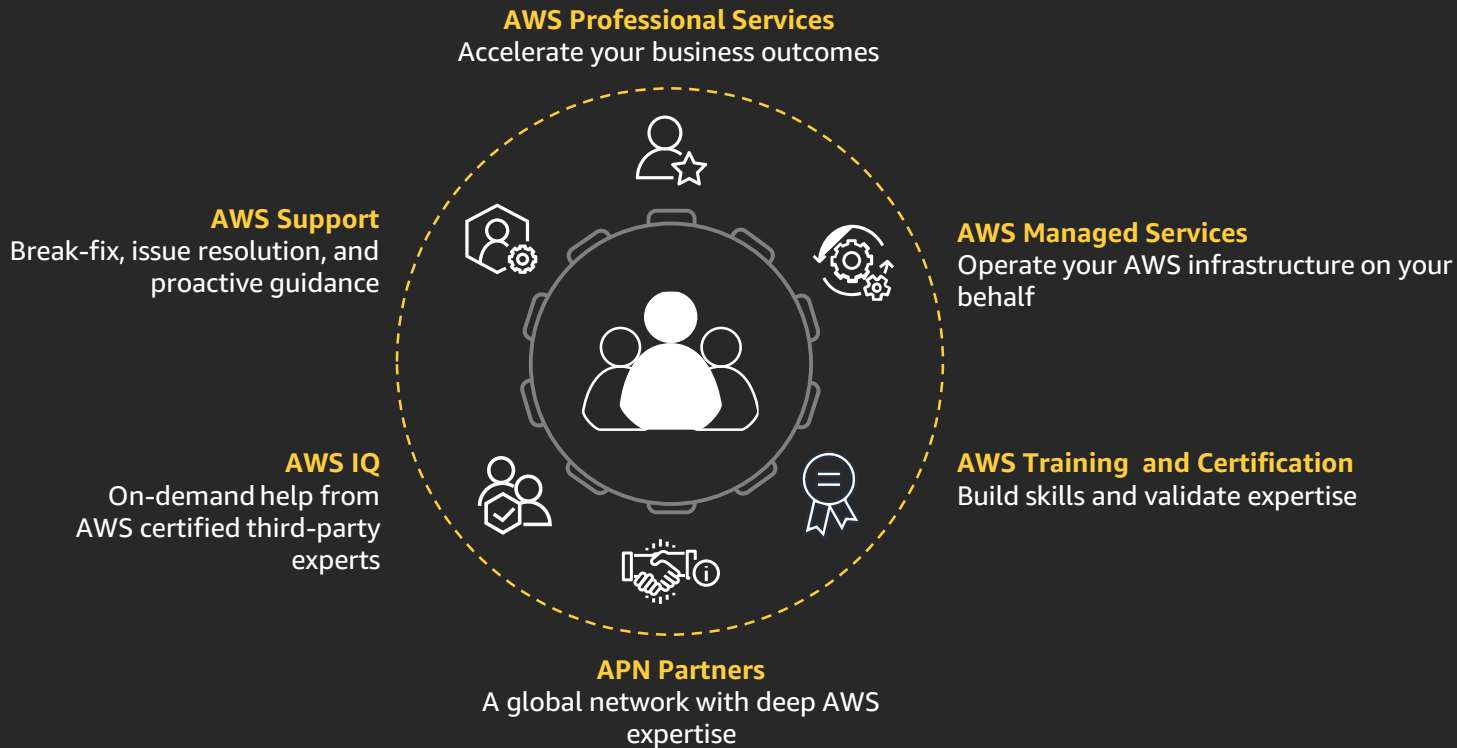 AWS Professional Services
Accelerate your business outcomes
AWS Support
Break-fix, issue resolution, and
proactive guidance
AWS Managed Services
Operate your AWS infrastructure on your
behalf
AWS IQ
On-demand help from
AWS certified third-party
experts
AWS Training and Certification
Build skills and validate expertise
i
APN Partners
A global network with deep AWS
expertise